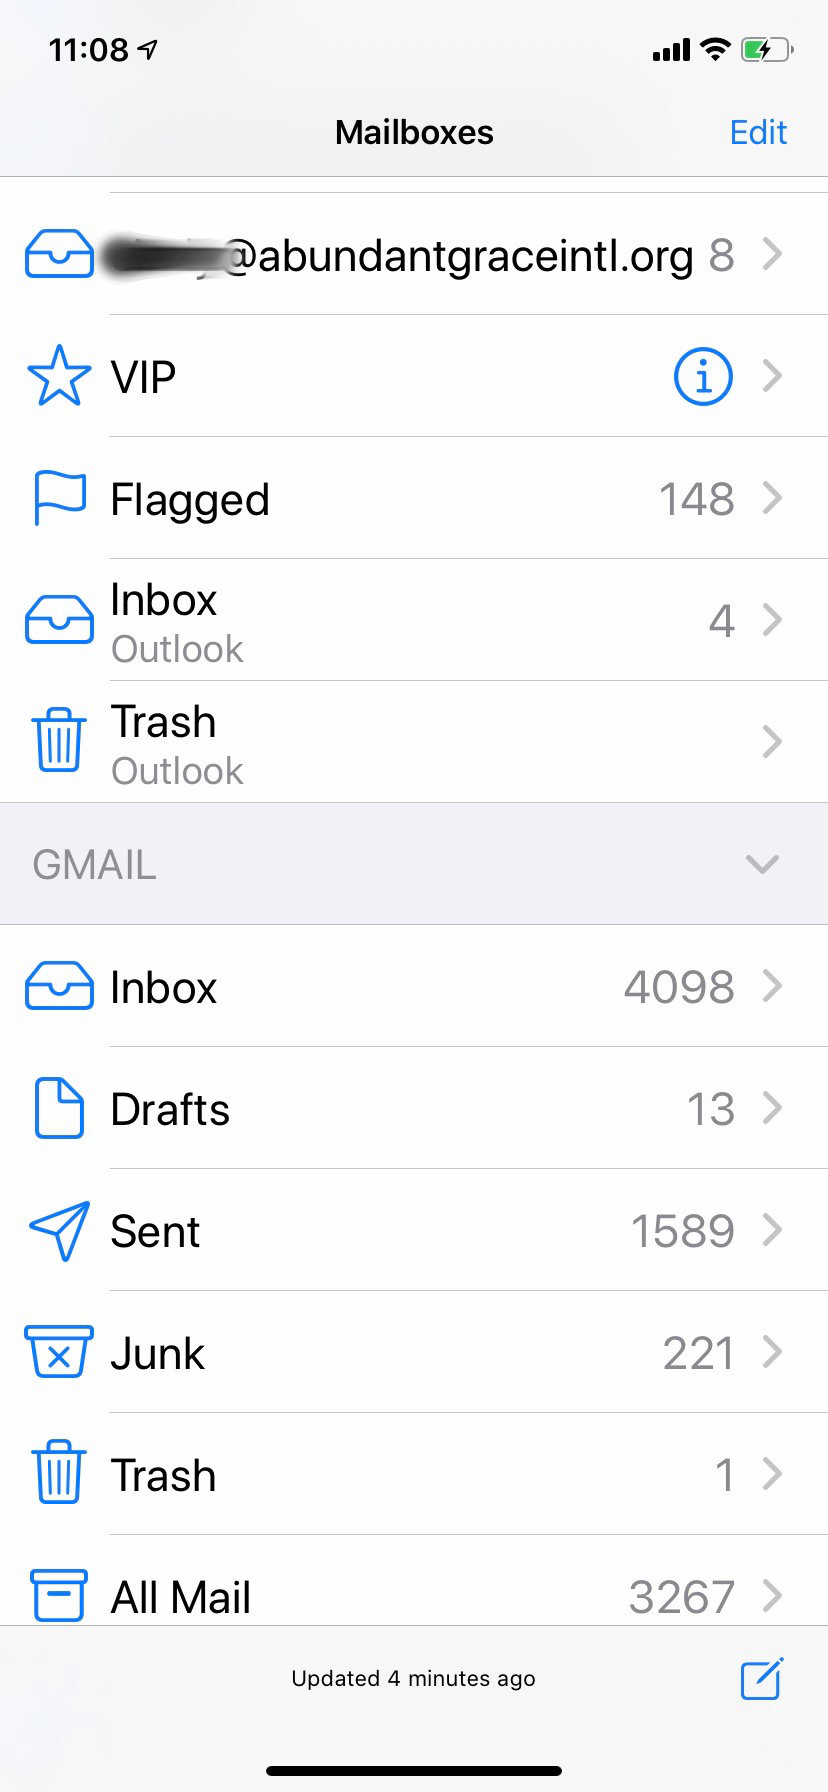 11:08
Mailboxes Edit
@abundantgraceintl.org 8
VIP
Flagged 148
Inbox
Outlook 4
Trash
Outlook
GMAIL
Inbox 4098
Drafts 13
Sent 1589
Junk 221
Trash 1
All Mail 3267
Updated 4 minutes ago